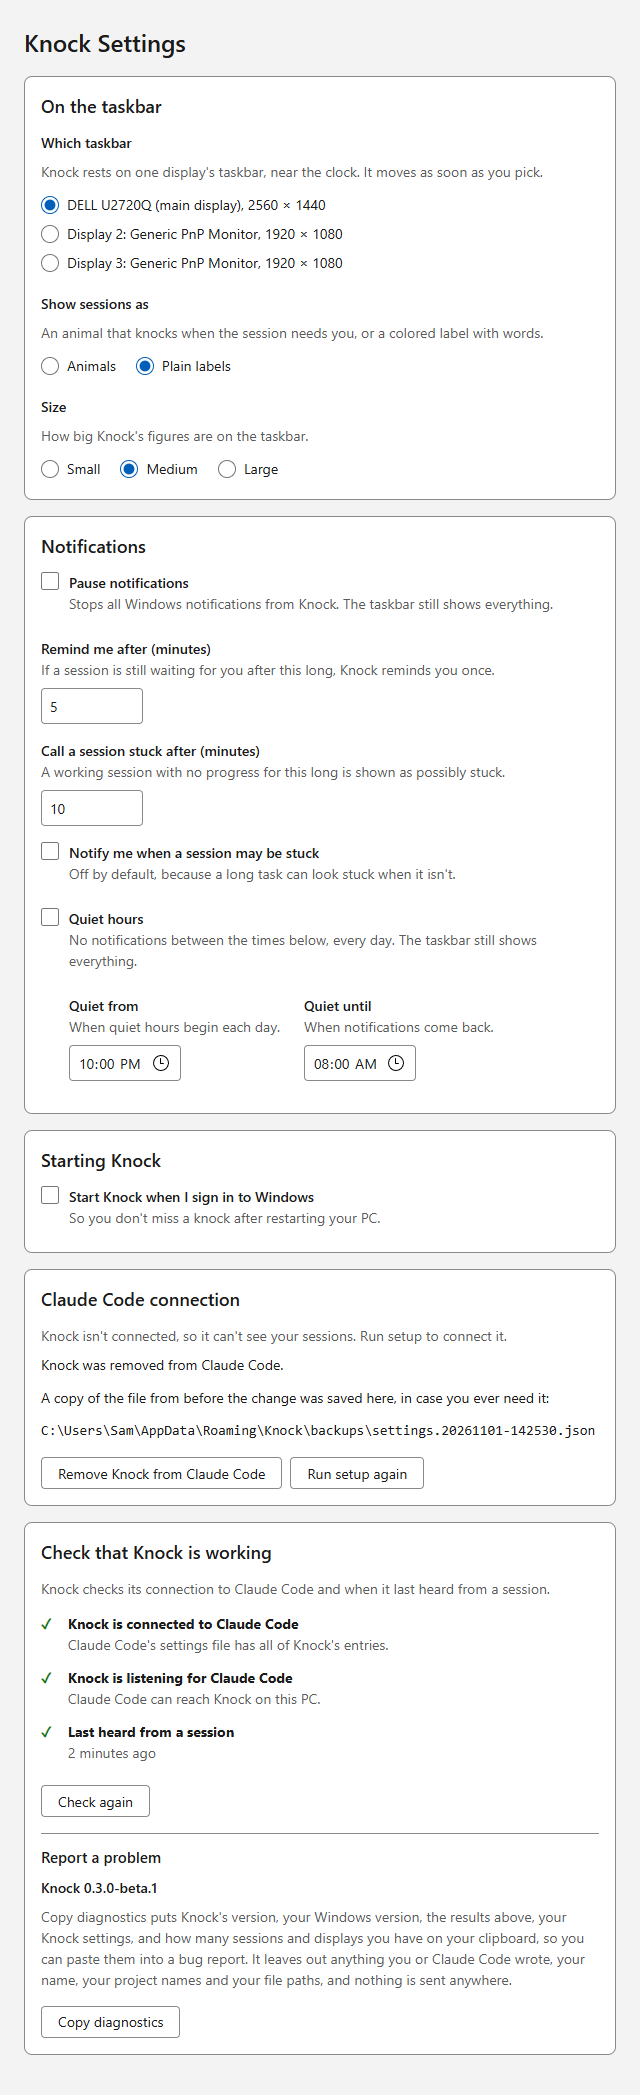 Knock Settings
On the taskbar
Which taskbar
Knock rests on one display's taskbar, near the clock. It moves as soon as you pick.
DELL U2720Q (main display), 2560 × 1440
Display 2: Generic PnP Monitor, 1920 × 1080
Display 3: Generic PnP Monitor, 1920 × 1080
Show sessions as
An animal that knocks when the session needs you, or a colored label with words.
Animals Plain labels
Size
How big Knock's figures are on the taskbar.
Small Medium Large
Notifications
Pause notifications
Stops all Windows notifications from Knock. The taskbar still shows everything.
Remind me after (minutes)
If a session is still waiting for you after this long, Knock reminds you once.
5
Call a session stuck after (minutes)
A working session with no progress for this long is shown as possibly stuck.
10
Notify me when a session may be stuck
Off by default, because a long task can look stuck when it isn't.
Quiet hours
No notifications between the times below, every day. The taskbar still shows
everything.
Quiet from Quiet until
When quiet hours begin each day. When notifications come back.
10:00 PM 08:00 AM
Starting Knock
Start Knock when I sign in to Windows
So you don't miss a knock after restarting your PC.
Claude Code connection
Knock isn't connected, so it can't see your sessions. Run setup to connect it.
Knock was removed from Claude Code.
A copy of the file from before the change was saved here, in case you ever need it:
C:\Users\Sam\AppData\Roaming\Knock\backups\settings.20261101-142530.json
Remove Knock from Claude Code Run setup again
Check that Knock is working
Knock checks its connection to Claude Code and when it last heard from a session.
Knock is connected to Claude Code
Claude Code's settings file has all of Knock's entries.
Knock is listening for Claude Code
Claude Code can reach Knock on this PC.
Last heard from a session
2 minutes ago
Check again
Report a problem
Knock 0.3.0-beta.1
Copy diagnostics puts Knock's version, your Windows version, the results above, your
Knock settings, and how many sessions and displays you have on your clipboard, so you
can paste them into a bug report. It leaves out anything you or Claude Code wrote, your
name, your project names and your file paths, and nothing is sent anywhere.
Copy diagnostics